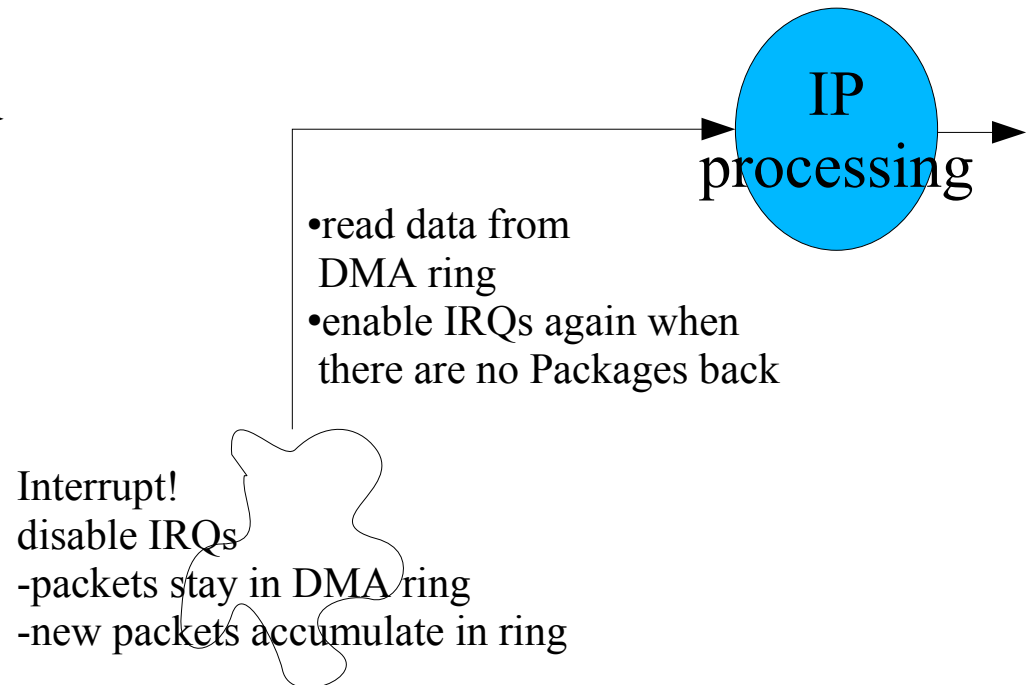 IP
processing
•read data from
DMA ring
•enable IRQs again when
there are no Packages back
Interrupt!
disable IRQs
-packets stay in DMA ring
-new packets accumulate in ring